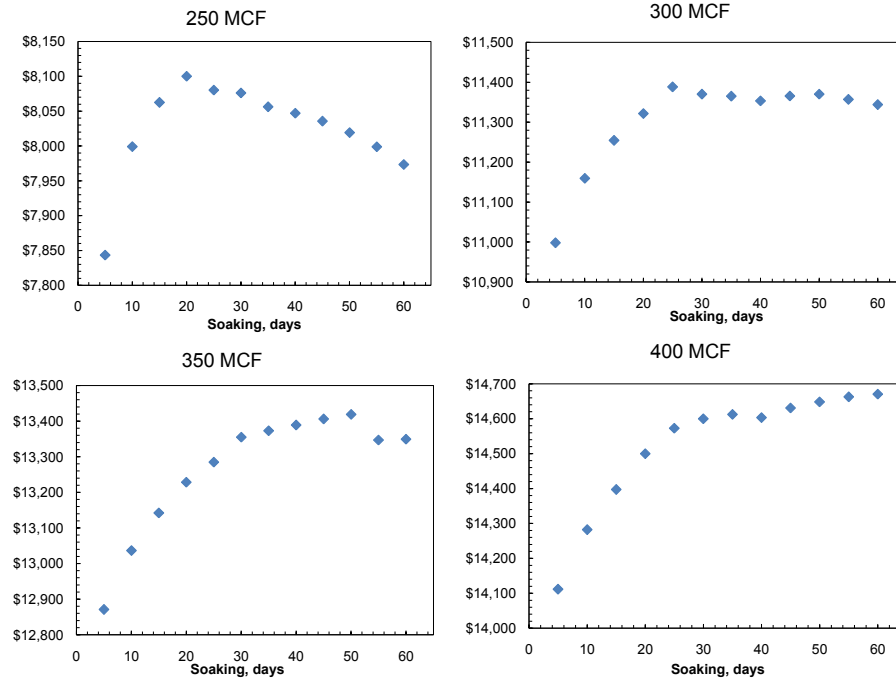 250 MCF
$8,150
$8,100
$8,050
$8,000
$7,950
$7,900
$7,850
$7,800
0 10 20 30 40 50 60
Soaking, days
300 MCF
$11,500
$11,400
$11,300
$11,200
$11,100
$11,000
$10,900
0 10 20 30 40 50 60
Soaking, days
350 MCF
$13,500
$13,400
$13,300
$13,200
$13,100
$13,000
$12,900
$12,800
0 10 20 30 40 50 60
Soaking, days
400 MCF
$14,700
$14,600
$14,500
$14,400
$14,300
$14,200
$14,100
$14,000
0 10 20 30 40 50 60
Soaking, days